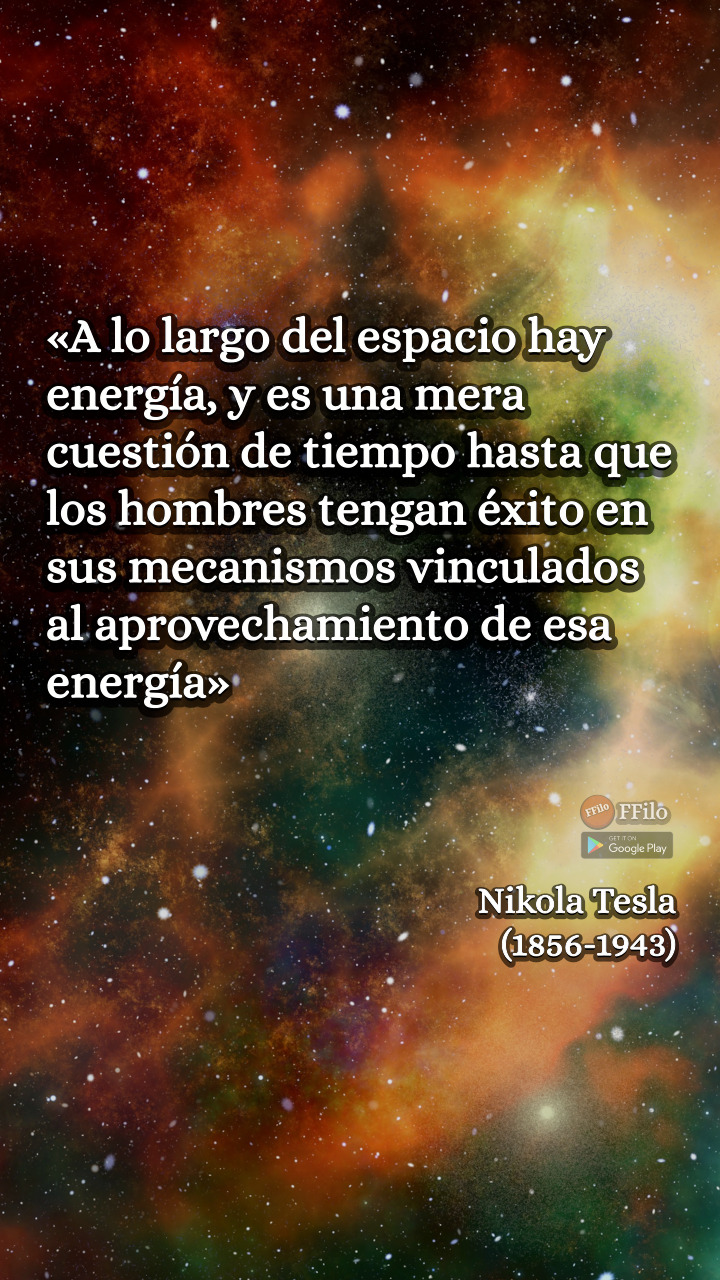 «A lo largo del espacio hay
energía, y es una mera
cuestión de tiempo hasta que
los hombres tengan éxito en
sus mecanismos vinculados
al aprovechamiento de esa
energía»
FFilo FFilo
GET IT ON
Google Play
Nikola Tesla
(1856-1943)